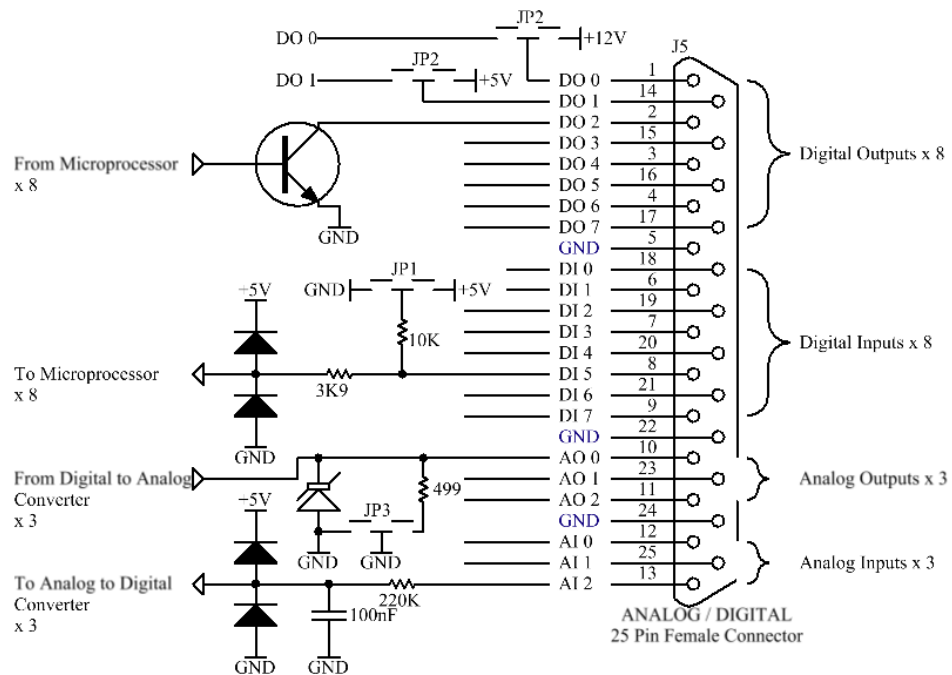 JP2
DO 0
+12V
J5
JP2
DO 1
+5V
DO 0 1
DO 1 14
DO 2 2
DO 3 15
DO 4 3
DO 5 16
DO 6 4
DO 7 17
GND 5
DI 0 18
DI 1 6
DI 2 19
DI 3 7
DI 4 20
DI 5 8
DI 6 21
DI 7 9
GND 22
AO 0 10
AO 1 23
AO 2 11
GND 24
AI 0 12
AI 1 25
AI 2 13
Digital Outputs x 8
Digital Inputs x 8
Analog Outputs x 3
Analog Inputs x 3
ANALOG / DIGITAL
25 Pin Female Connector
From Microprocessor
x 8
GND
JP1
GND
+5V
10K
+5V
To Microprocessor
x 8
3K9
GND
From Digital to Analog
Converter
x 3
499
JP3
GND
GND
+5V
To Analog to Digital
Converter
x 3
220K
100nF
GND
GND